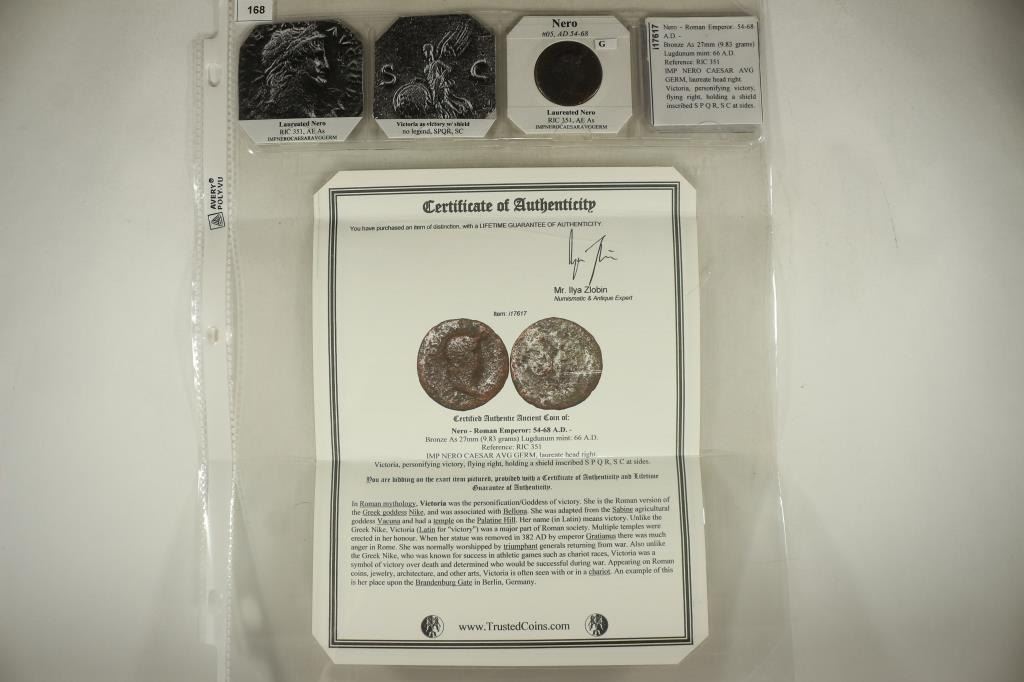 168
Laureated Nero
RIC 351, AE As
IMPNEROCAESARAVGGERM
S C
Victoria as victory w/ shield
no legend, SPQR, SC
Nero
#05, AD 54-68
G
Laureated Nero
RIC 351, AE As
IMPNEROCAESARAVGGERM
i17617
Nero - Roman Emperor: 54-68
A.D. -
Bronze As 27mm (9.83 grams)
Lugdunum mint: 66 A.D.
Reference: RIC 351
IMP NERO CAESAR AVG
GERM, laureate head right
Victoria, personifying victory,
flying right, holding a shield
inscribed S P Q R, S C at sides.
AVERY®
POLY-VU
Certificate of Authenticity
You have purchased an item of distinction, with a LIFETIME GUARANTEE OF AUTHENTICITY.
Mr. Ilya Zlobin
Numismatic & Antique Expert
Item: i17617
Certified Authentic Ancient Coin of:
Nero - Roman Emperor: 54-68 A.D. -
Bronze As 27mm (9.83 grams) Lugdunum mint: 66 A.D.
Reference: RIC 351
IMP NERO CAESAR AVG GERM, laureate head right.
Victoria, personifying victory, flying right, holding a shield inscribed S P Q R, S C at sides.
You are bidding on the exact item pictured, provided with a Certificate of Authenticity and Lifetime
Guarantee of Authenticity.
In Roman mythology, Victoria was the personification/Goddess of victory. She is the Roman version of
the Greek goddess Nike, and was associated with Bellona. She was adapted from the Sabine agricultural
goddess Vacuna and had a temple on the Palatine Hill. Her name (in Latin) means victory. Unlike the
Greek Nike, Victoria (Latin for "victory") was a major part of Roman society. Multiple temples were
erected in her honour. When her statue was removed in 382 AD by emperor Gratianus there was much
anger in Rome. She was normally worshipped by triumphant generals returning from war. Also unlike
the Greek Nike, who was known for success in athletic games such as chariot races, Victoria was a
symbol of victory over death and determined who would be successful during war. Appearing on Roman
coins, jewelry, architecture, and other arts, Victoria is often seen with or in a chariot. An example of this
is her place upon the Brandenburg Gate in Berlin, Germany.
www.TrustedCoins.com